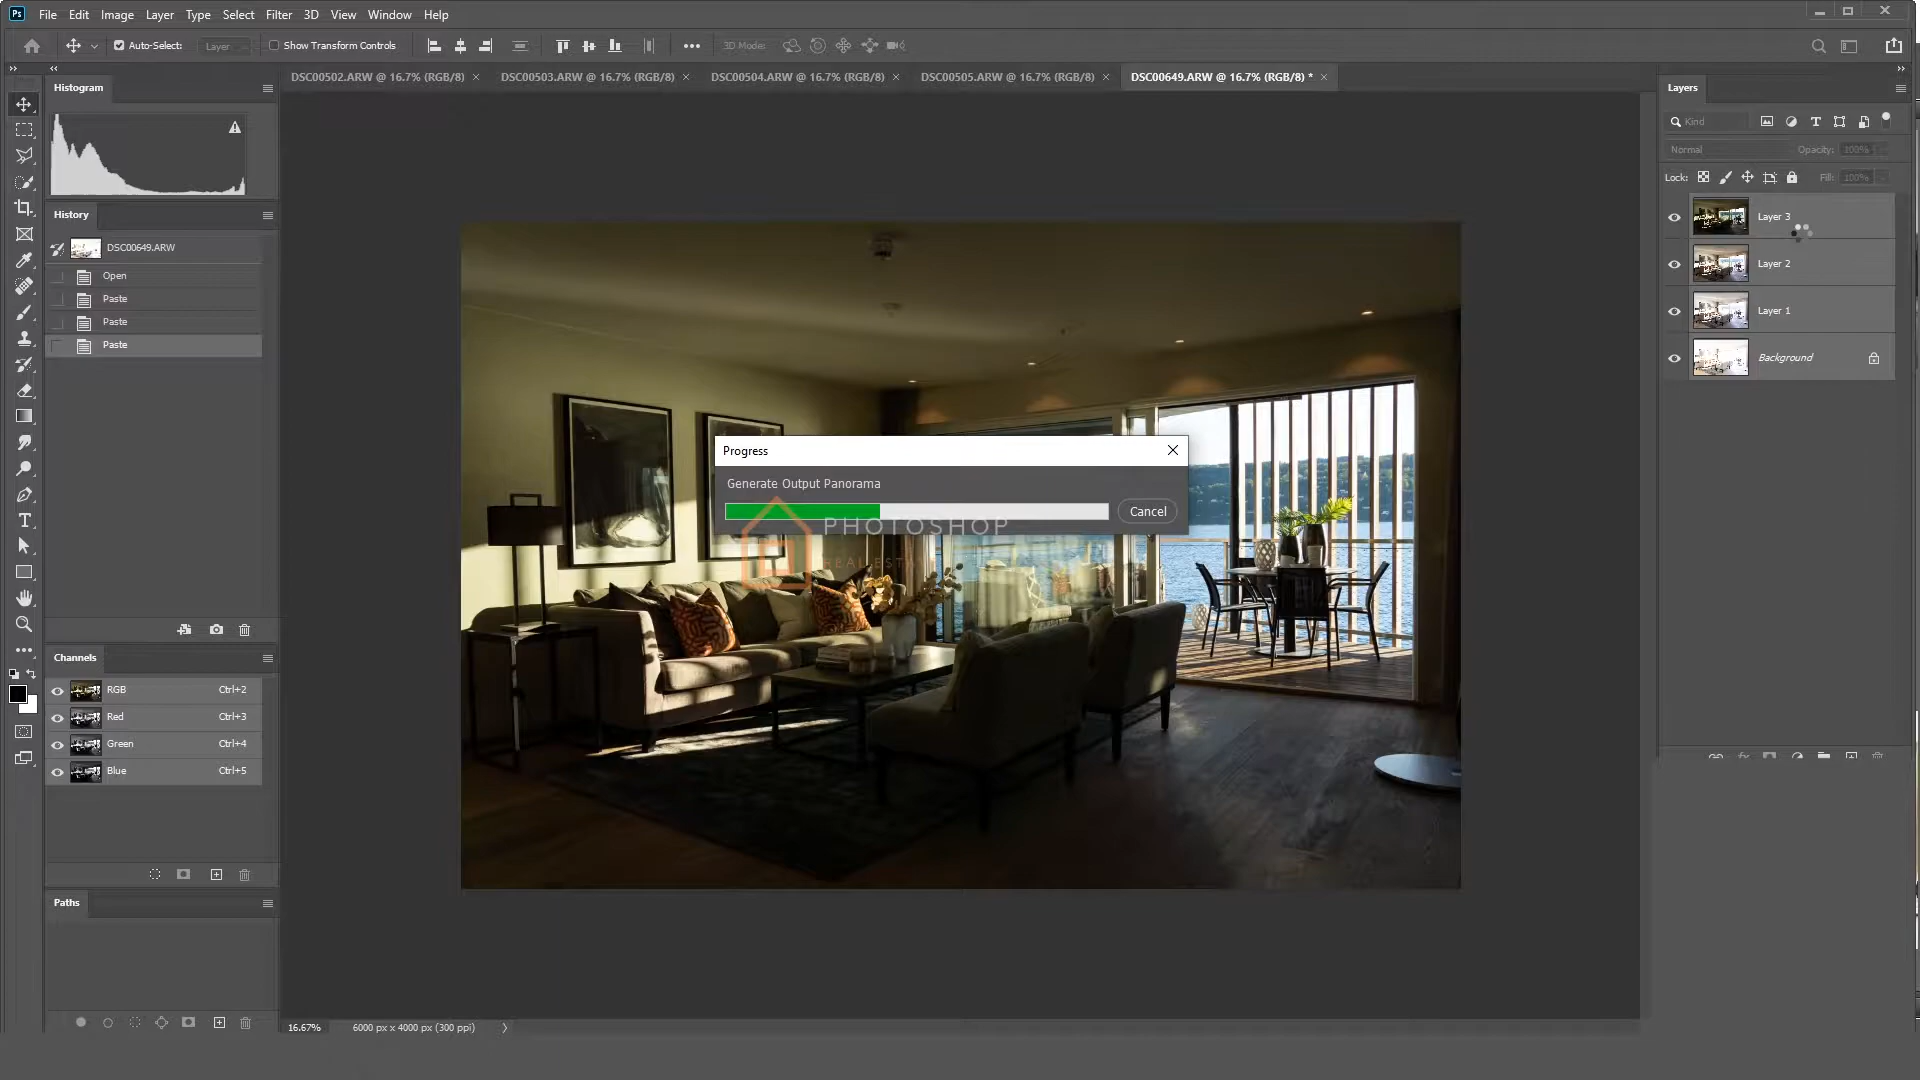 Ps File Edit Image Layer Type Select Filter 3D View Window Help
Auto-Select: Layer Show Transform Controls 3D Mode:
DSC00502.ARW @ 16.7% (RGB/8) × DSC00503.ARW @ 16.7% (RGB/8) × DSC00504.ARW @ 16.7% (RGB/8) × DSC00505.ARW @ 16.7% (RGB/8) × DSC00649.ARW @ 16.7% (RGB/8) * ×
Histogram
History
DSC00649.ARW
Open
Paste
Paste
Paste
Channels
RGB Ctrl+2
Red Ctrl+3
Green Ctrl+4
Blue Ctrl+5
Paths
Progress
Generate Output Panorama
Cancel
PHOTOSHOP
Layers
Kind
Normal Opacity: 100%
Lock: Fill: 100%
Layer 3
Layer 2
Layer 1
Background
16.67% 6000 px x 4000 px (300 ppi)